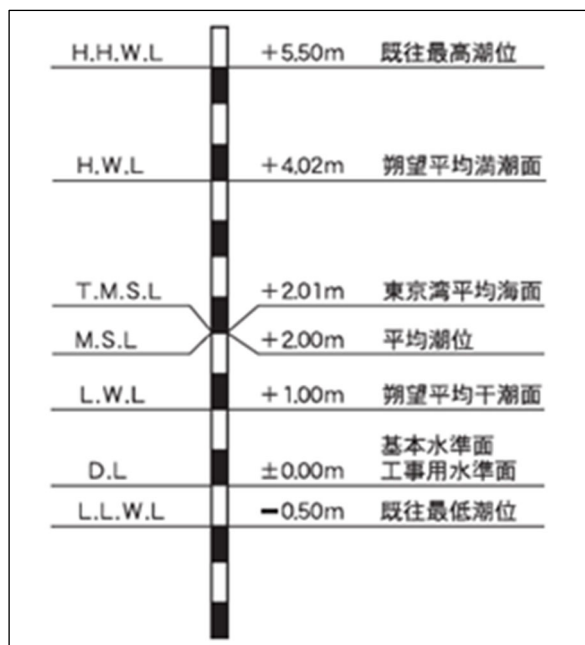 H.H.W.L +5.50m 既往最高潮位
H.W.L +4.02m 朔望平均満潮面
T.M.S.L +2.01m 東京湾平均海面
M.S.L +2.00m 平均潮位
L.W.L +1.00m 朔望平均干潮面
基本水準面
D.L ±0.00m 工事用水準面
L.L.W.L −0.50m 既往最低潮位